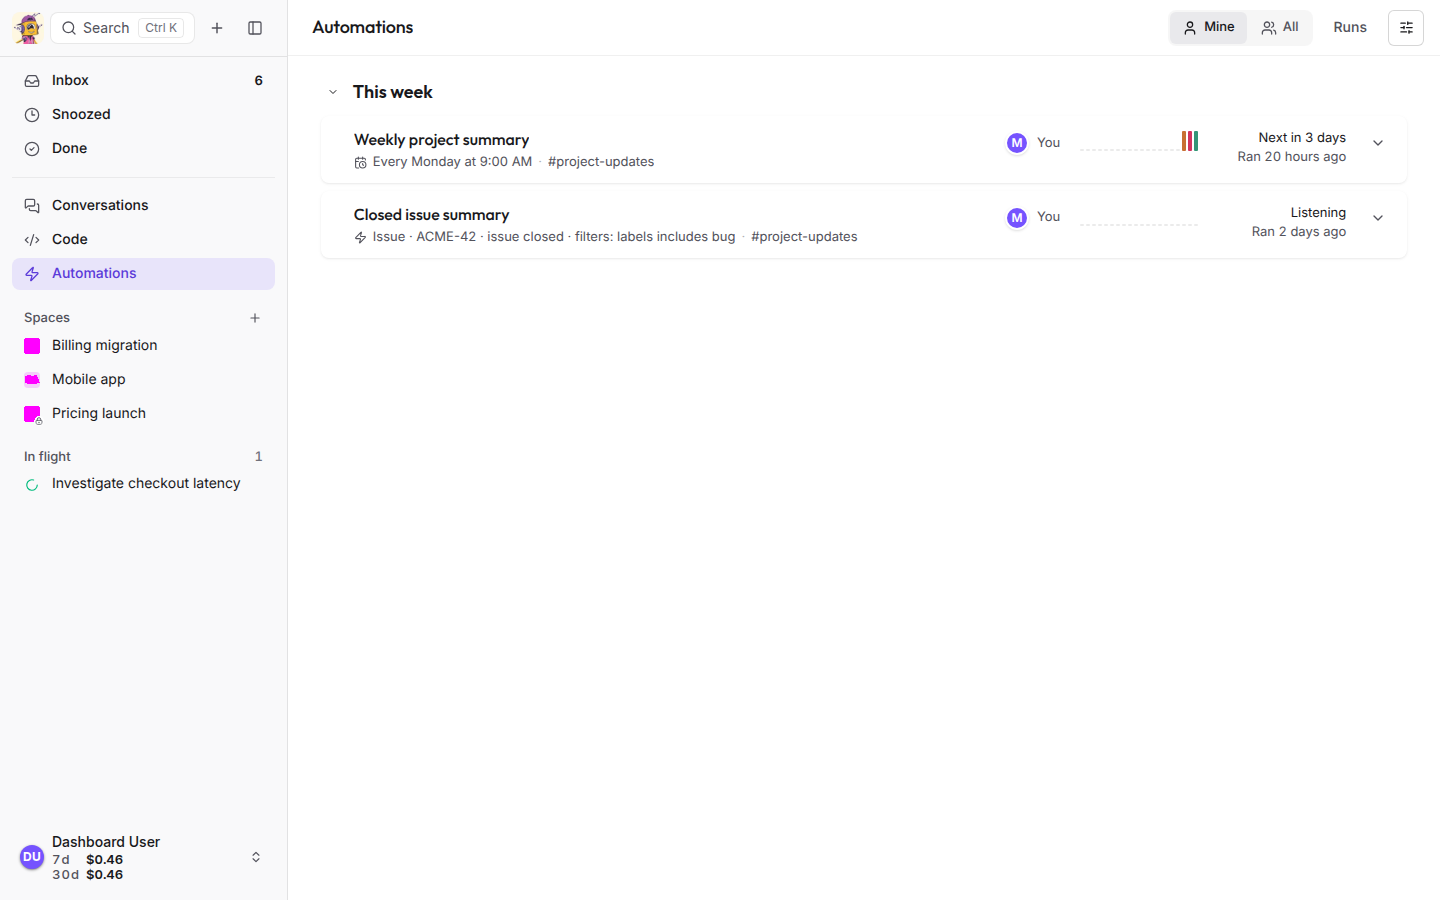 Search Ctrl K
Inbox 6
Snoozed
Done
Conversations
Code
Automations
Spaces
Billing migration
Mobile app
Pricing launch
In flight 1
Investigate checkout latency
DU
Dashboard User
7d $0.46
30d $0.46
Automations
Mine
All
Runs
This week
Weekly project summary
Every Monday at 9:00 AM · #project-updates
M You
Next in 3 days
Ran 20 hours ago
Closed issue summary
Issue · ACME-42 · issue closed · filters: labels includes bug · #project-updates
M You
Listening
Ran 2 days ago